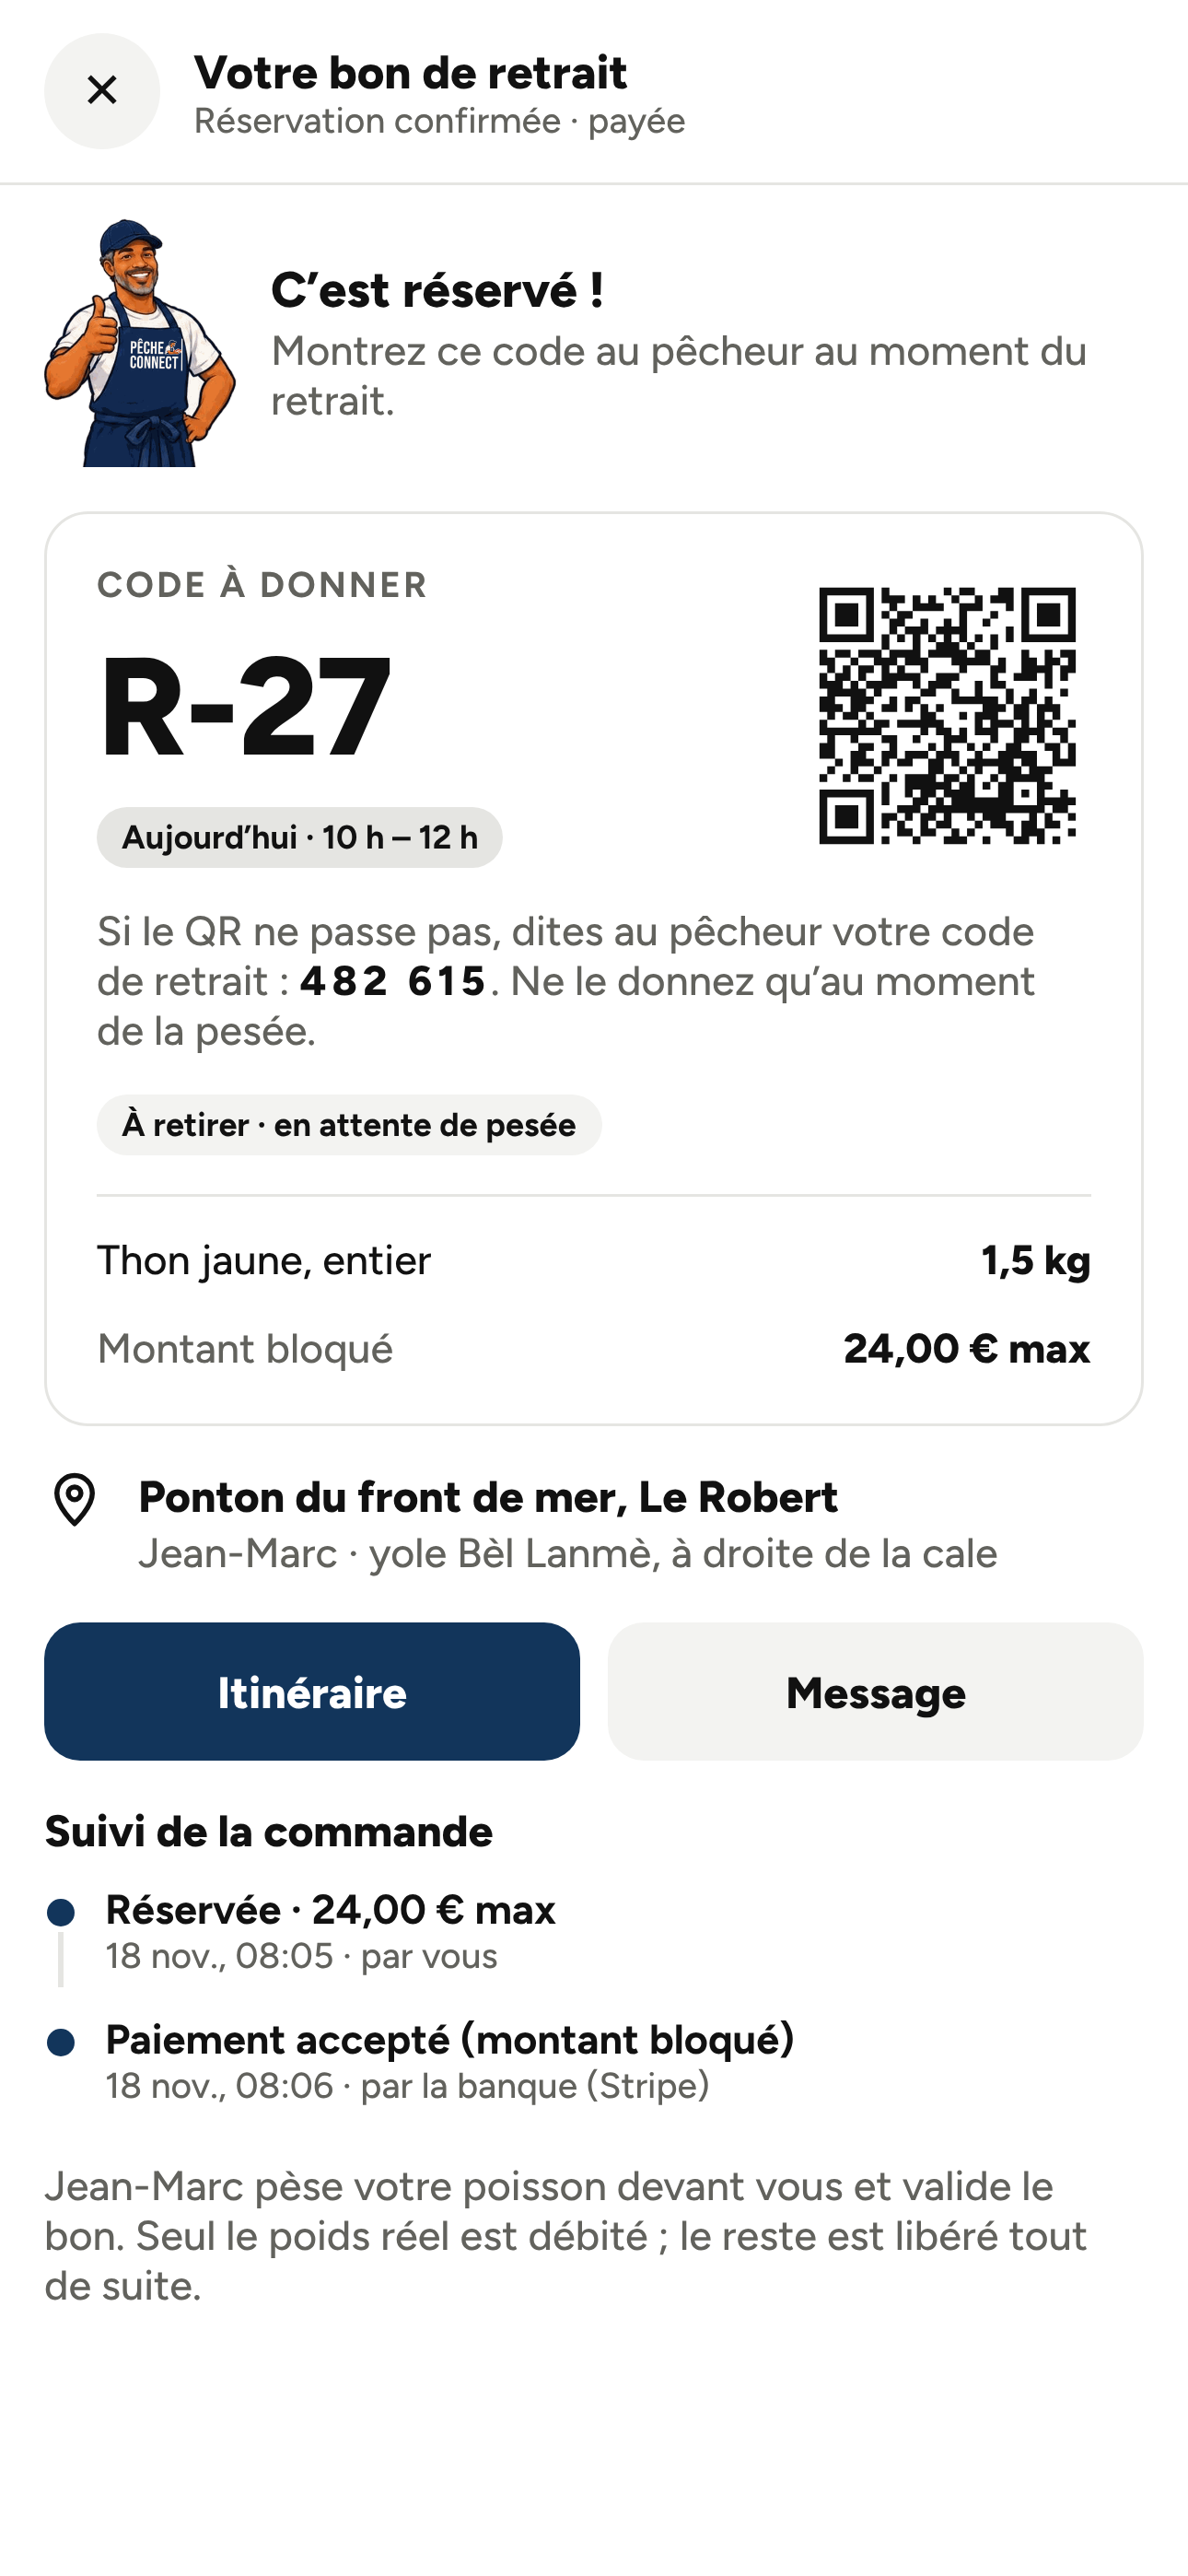 Votre bon de retrait
Réservation confirmée · payée
PÊCHE
CONNECT
C’est réservé !
Montrez ce code au pêcheur au moment du
retrait.
CODE À DONNER
R-27
Aujourd’hui · 10 h – 12 h
Si le QR ne passe pas, dites au pêcheur votre code
de retrait : 482 615. Ne le donnez qu’au moment
de la pesée.
À retirer · en attente de pesée
Thon jaune, entier 1,5 kg
Montant bloqué 24,00 € max
Ponton du front de mer, Le Robert
Jean-Marc · yole Bèl Lanmè, à droite de la cale
Itinéraire Message
Suivi de la commande
Réservée · 24,00 € max
18 nov., 08:05 · par vous
Paiement accepté (montant bloqué)
18 nov., 08:06 · par la banque (Stripe)
Jean-Marc pèse votre poisson devant vous et valide le
bon. Seul le poids réel est débité ; le reste est libéré tout
de suite.